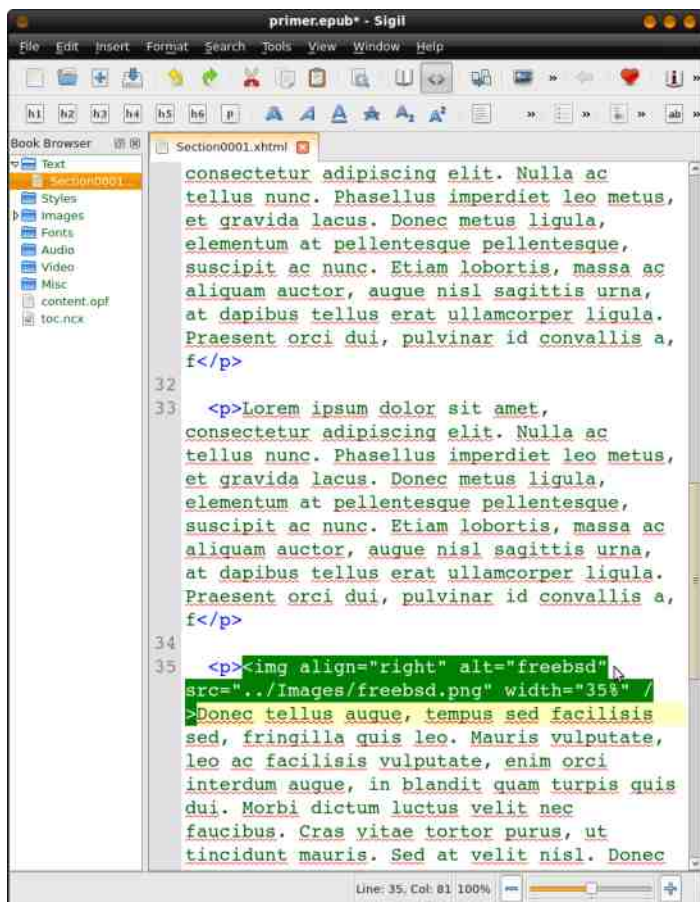 primer.epub* - Sigil
File Edit Insert Format Search Tools View Window Help
h1 h2 h3 h4 h5 h6 p A A A A₂ A² » » » ab »
Book Browser
Section0001.xhtml
Text
Section0001...
Styles
Images
Fonts
Audio
Video
Misc
content.opf
toc.ncx
consectetur adipiscing elit. Nulla ac
tellus nunc. Phasellus imperdiet leo metus,
et gravida lacus. Donec metus ligula,
elementum at pellentesque pellentesque,
suscipit ac nunc. Etiam lobortis, massa ac
aliquam auctor, augue nisl sagittis urna,
at dapibus tellus erat ullamcorper ligula.
Praesent orci dui, pulvinar id convallis a,
f</p>
32
33 <p>Lorem ipsum dolor sit amet,
consectetur adipiscing elit. Nulla ac
tellus nunc. Phasellus imperdiet leo metus,
et gravida lacus. Donec metus ligula,
elementum at pellentesque pellentesque,
suscipit ac nunc. Etiam lobortis, massa ac
aliquam auctor, augue nisl sagittis urna,
at dapibus tellus erat ullamcorper ligula.
Praesent orci dui, pulvinar id convallis a,
f</p>
34
35 <p><img align="right" alt="freebsd"
src="../Images/freebsd.png" width="35%" /
>Donec tellus augue, tempus sed facilisis
sed, fringilla quis leo. Mauris vulputate,
leo ac facilisis vulputate, enim orci
interdum augue, in blandit quam turpis quis
dui. Morbi dictum luctus velit nec
faucibus. Cras vitae tortor purus, ut
tincidunt mauris. Sed at velit nisl. Donec
Line: 35, Col: 81 100%